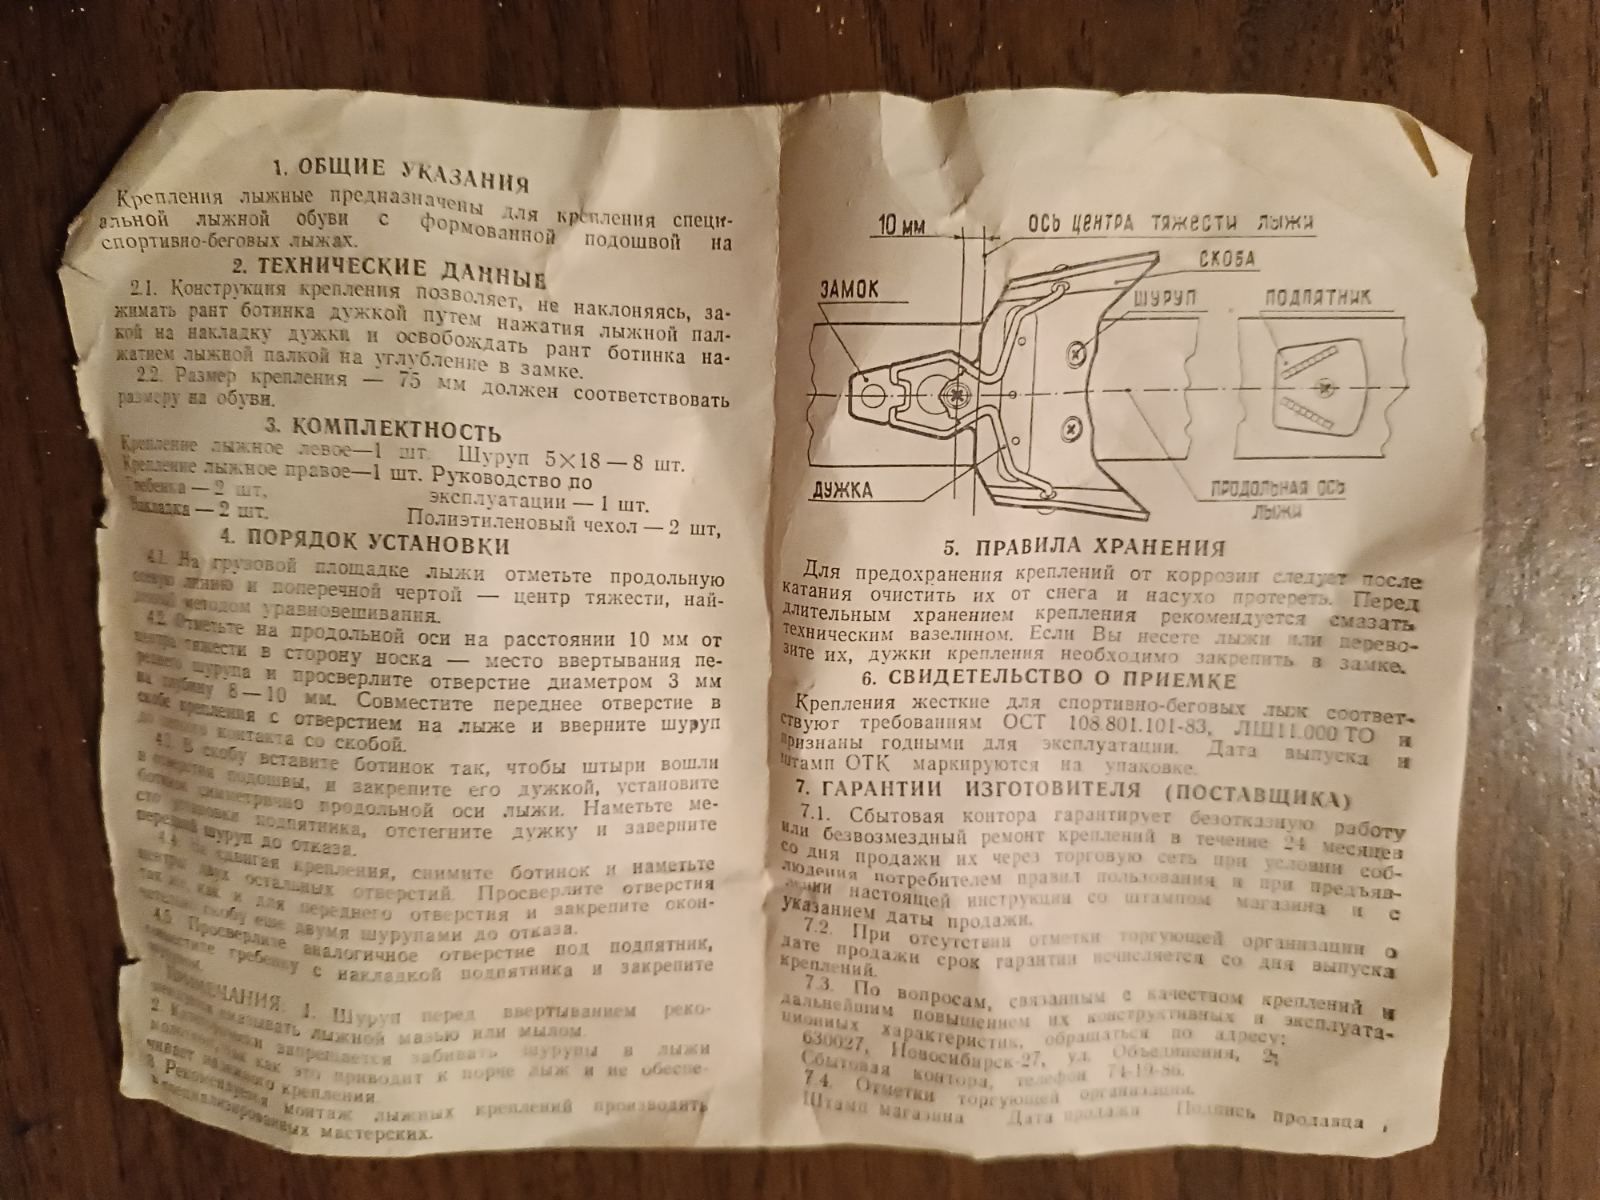 1. ОБЩИЕ УКАЗАНИЯ
Крепления лыжные предназначены для крепления специ-
альной лыжной обуви с формованной подошвой на
спортивно-беговых лыжах.
2. ТЕХНИЧЕСКИЕ ДАННЫЕ
2.1. Конструкция крепления позволяет, не наклоняясь, за-
жимать рант ботинка дужкой путем нажатия лыжной пал-
кой на накладку дужки и освобождать рант ботинка на-
жатием лыжной палкой на углубление в замке.
2.2. Размер крепления — 75 мм должен соответствовать
размеру на обуви.
3. КОМПЛЕКТНОСТЬ
Крепление лыжное левое—1 шт. Шуруп 5×18 — 8 шт.
Крепление лыжное правое—1 шт. Руководство по
Гребенка — 2 шт, эксплуатации — 1 шт.
Накладка — 2 шт. Полиэтиленовый чехол — 2 шт,
4. ПОРЯДОК УСТАНОВКИ
4.1. На грузовой площадке лыжи отметьте продольную
осевую линию и поперечной чертой — центр тяжести, най-
денный методом уравновешивания.
4.2. Отметьте на продольной оси на расстоянии 10 мм от
центра тяжести в сторону носка — место ввертывания пе-
реднего шурупа и просверлите отверстие диаметром 3 мм
на глубину 8 — 10 мм. Совместите переднее отверстие в
скобе крепления с отверстием на лыже и вверните шуруп
до контакта со скобой.
4.3. В скобу вставите ботинок так, чтобы штыри вошли
в отверстия подошвы, и закрепите его дужкой, установите
ботинок симметрично продольной оси лыжи. Наметьте ме-
сто установки подпятника, отстегните дужку и заверните
передний шуруп до отказа.
4.4. Не сдвигая крепления, снимите ботинок и наметьте
центры двух остальных отверстий. Просверлите отверстия
так же, как и для переднего отверстия и закрепите окон-
чательно скобу еще двумя шурупами до отказа.
4.5. Просверлите аналогичное отверстие под подпятник,
совместите гребенку с накладкой подпятника и закрепите
шурупом.
ПРИМЕЧАНИЯ: 1. Шуруп перед ввертыванием реко-
мендуем смазывать лыжной мазью или мылом.
2. Категорически запрещается забивать шурупы в лыжи
молотком, так как это приводит к порче лыж и не обеспе-
чивает надежного крепления.
3. Рекомендуем монтаж лыжных креплений производить
в специализированных мастерских.
10 мм ОСЬ ЦЕНТРА ТЯЖЕСТИ ЛЫЖИ
СКОБА
ЗАМОК ШУРУП ПОДПЯТНИК
ДУЖКА ПРОДОЛЬНАЯ ОСЬ
ЛЫЖИ
5. ПРАВИЛА ХРАНЕНИЯ
Для предохранения креплений от коррозии следует после
катания очистить их от снега и насухо протереть. Перед
длительным хранением крепления рекомендуется смазать
техническим вазелином. Если Вы несете лыжи или перево-
зите их, дужки крепления необходимо закрепить в замке.
6. СВИДЕТЕЛЬСТВО О ПРИЕМКЕ
Крепления жесткие для спортивно-беговых лыж соответ-
ствуют требованиям ОСТ 108.801.101-83, ЛШ11.000 ТО и
признаны годными для эксплуатации. Дата выпуска и
штамп ОТК маркируются на упаковке.
7. ГАРАНТИИ ИЗГОТОВИТЕЛЯ (ПОСТАВЩИКА)
7.1. Сбытовая контора гарантирует безотказную работу
или безвозмездный ремонт креплений в течение 24 месяцев
со дня продажи их через торговую сеть при условии соб-
людения потребителем правил пользования и при предъяв-
лении настоящей инструкции со штампом магазина и с
указанием даты продажи.
7.2. При отсутствии отметки торгующей организации о
дате продажи срок гарантии исчисляется со дня выпуска
креплений.
7.3. По вопросам, связанным с качеством креплений и
дальнейшим повышением их конструктивных и эксплуата-
ционных характеристик, обращаться по адресу:
630027, Новосибирск-27, ул. Объединения, 2;
Сбытовая контора, телефон 74-19-86.
7.4. Отметки торгующей организации.
Штамп магазина Дата продажи Подпись продавца